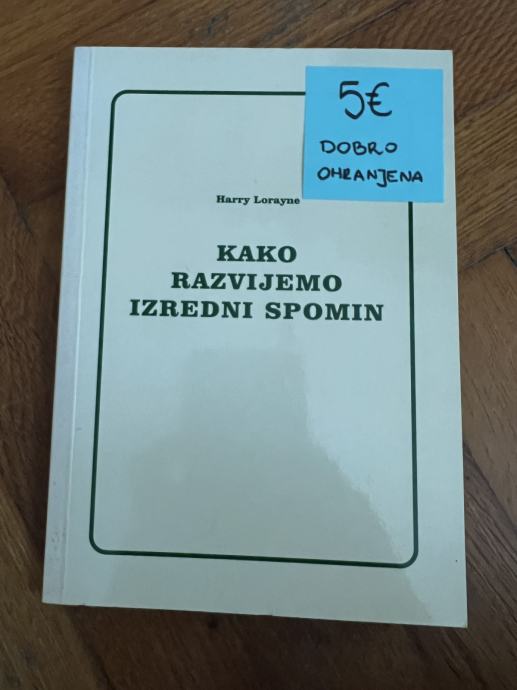 5€
DOBRO
OHRANJENA
Harry Lorayne
KAKO
RAZVIJEMO
IZREDNI SPOMIN